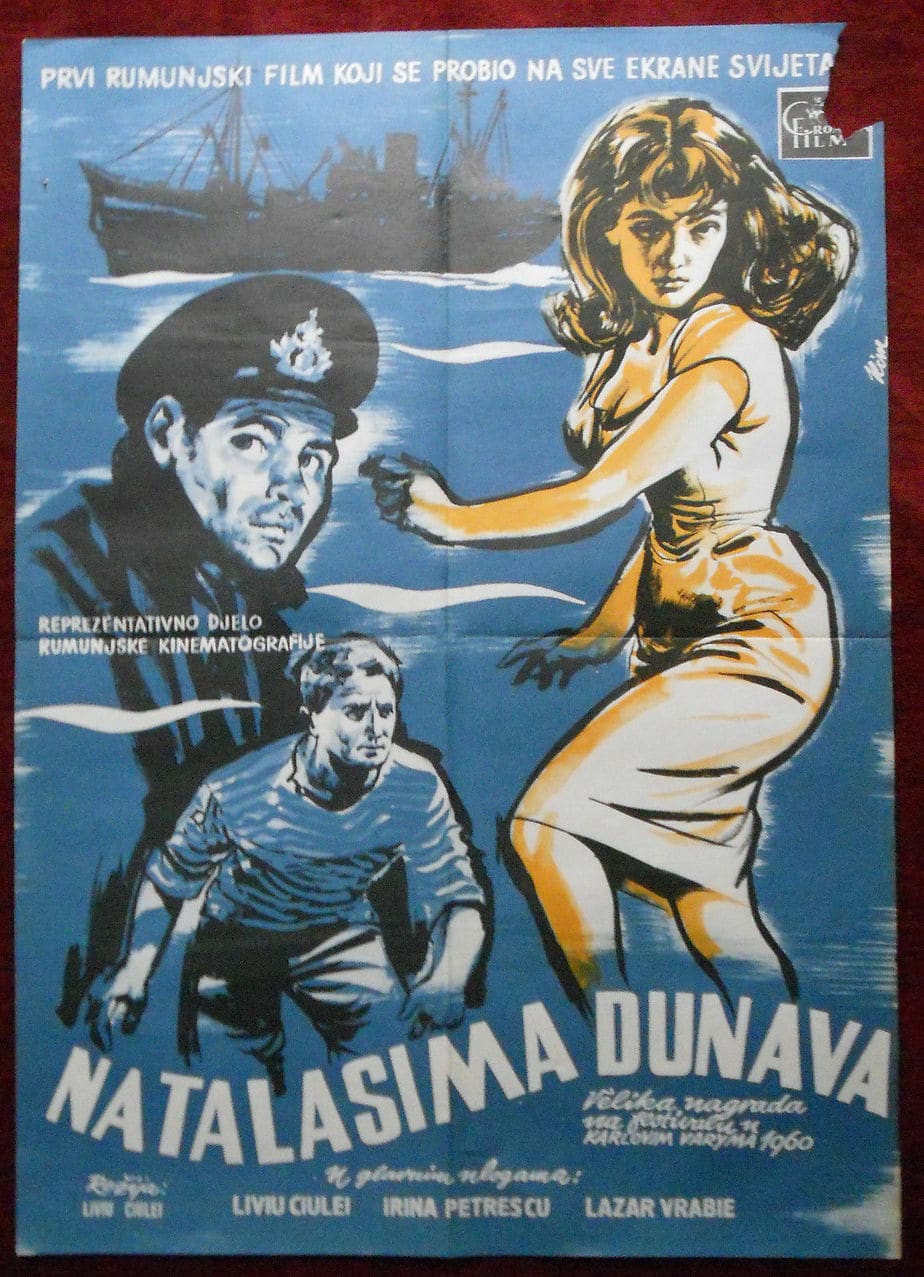 PRVI RUMUNJSKI FILM KOJI SE PROBIO NA SVE EKRANE SVIJETA
FILM
REPREZENTATIVNO DJELO
RUMUNJSKE KINEMATOGRAFIJE
NA TALASIMA DUNAVA
Velika nagrada
na festivalu u
KARLOVIM VARYMA 1960
Režija:
LIVIU CIULEI
U glavnim ulogama:
LIVIU CIULEI IRINA PETRESCU LAZAR VRABIE